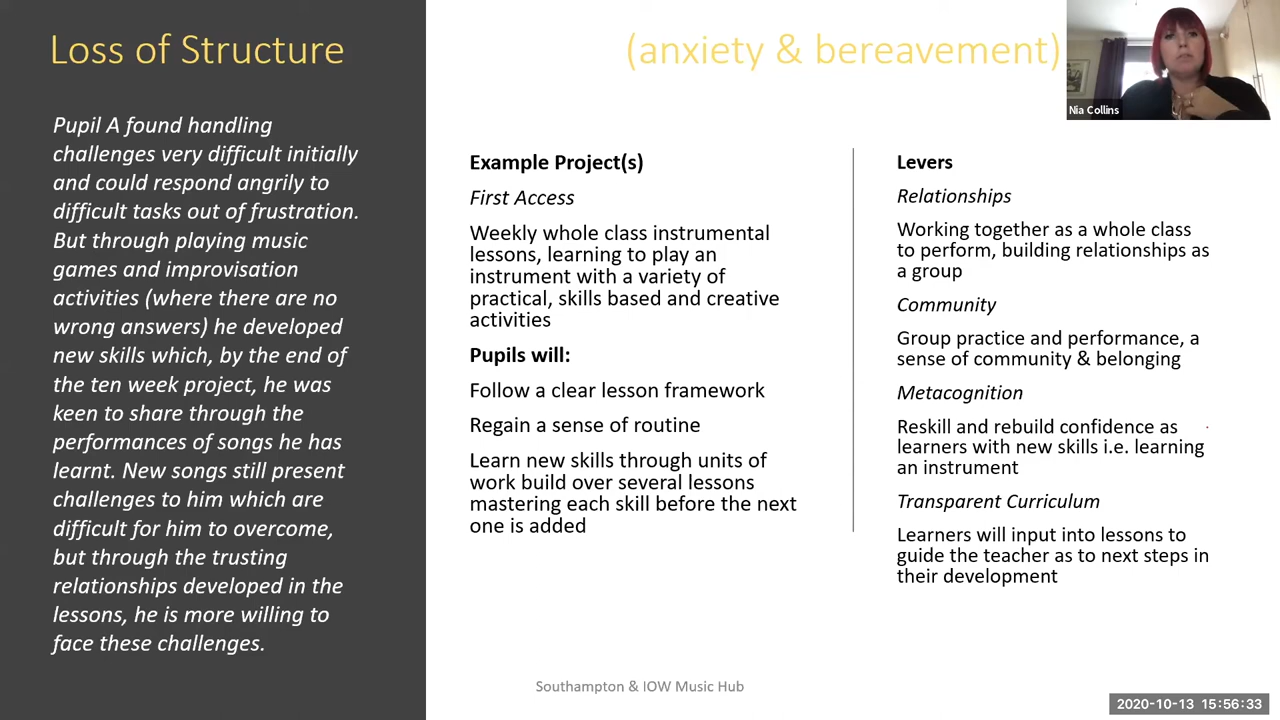 Loss of Structure
(anxiety & bereavement)
Nia Collins
Pupil A found handling
challenges very difficult initially
and could respond angrily to
difficult tasks out of frustration.
But through playing music
games and improvisation
activities (where there are no
wrong answers) he developed
new skills which, by the end of
the ten week project, he was
keen to share through the
performances of songs he has
learnt. New songs still present
challenges to him which are
difficult for him to overcome,
but through the trusting
relationships developed in the
lessons, he is more willing to
face these challenges.
Example Project(s)
First Access
Weekly whole class instrumental
lessons, learning to play an
instrument with a variety of
practical, skills based and creative
activities
Pupils will:
Follow a clear lesson framework
Regain a sense of routine
Learn new skills through units of
work build over several lessons
mastering each skill before the next
one is added
Levers
Relationships
Working together as a whole class
to perform, building relationships as
a group
Community
Group practice and performance, a
sense of community & belonging
Metacognition
Reskill and rebuild confidence as
learners with new skills i.e. learning
an instrument
Transparent Curriculum
Learners will input into lessons to
guide the teacher as to next steps in
their development
Southampton & IOW Music Hub
2020-10-13 15:56:33